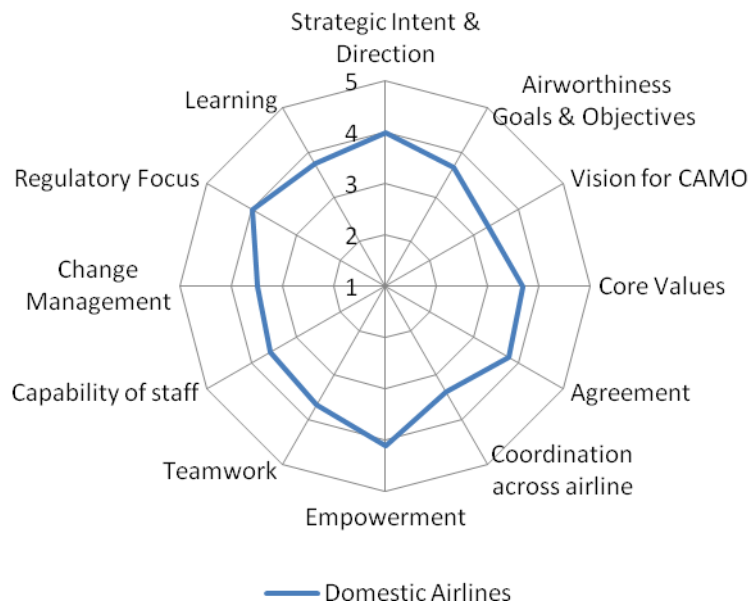 Strategic Intent &
Direction
5
4
3
2
1
Airworthiness
Goals & Objectives
Vision for CAMO
Core Values
Agreement
Coordination
across airline
Empowerment
Teamwork
Capability of staff
Change
Management
Regulatory Focus
Learning
Domestic Airlines